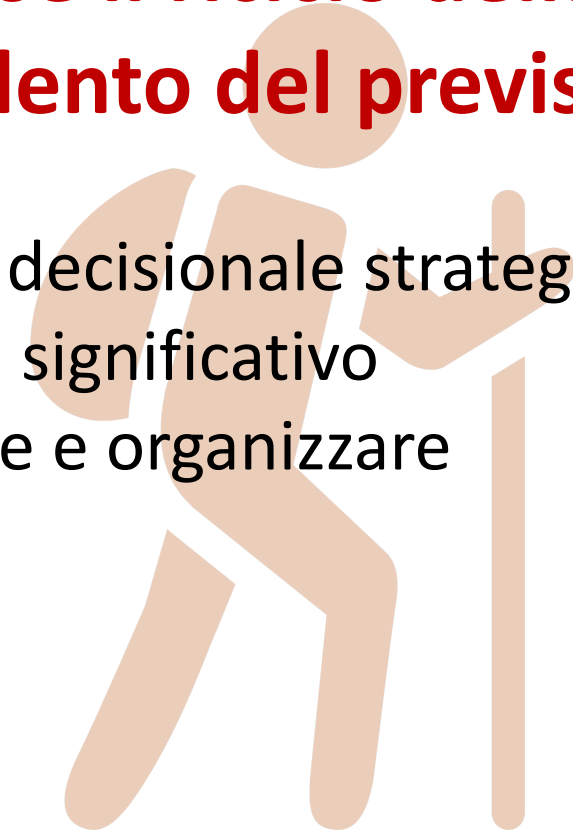 lento del previs
decisionale strateg
significativo
e e organizzare